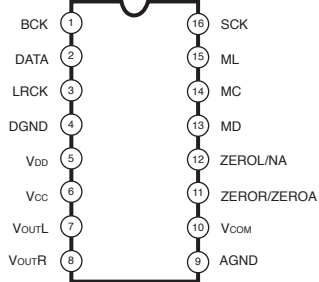 BCK 1 16 SCK
DATA 2 15 ML
LRCK 3 14 MC
DGND 4 13 MD
VDD 5 12 ZEROL/NA
VCC 6 11 ZEROR/ZEROA
VOUTL 7 10 VCOM
VOUTR 8 9 AGND